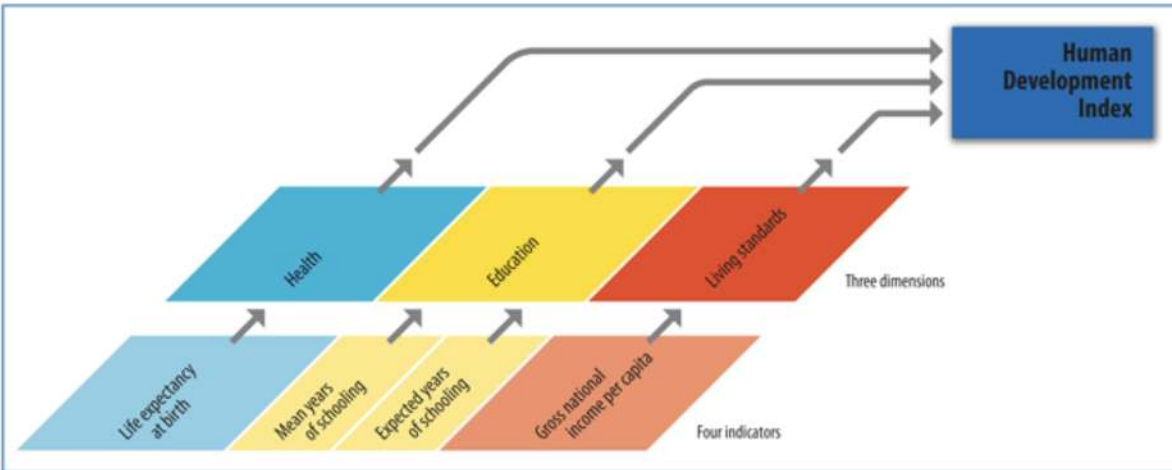 Human
Development
Index
Health
Education
Living standards
Three dimensions
Life expectancy
at birth
Mean years
of schooling
Expected years
of schooling
Gross national
income per capita
Four indicators